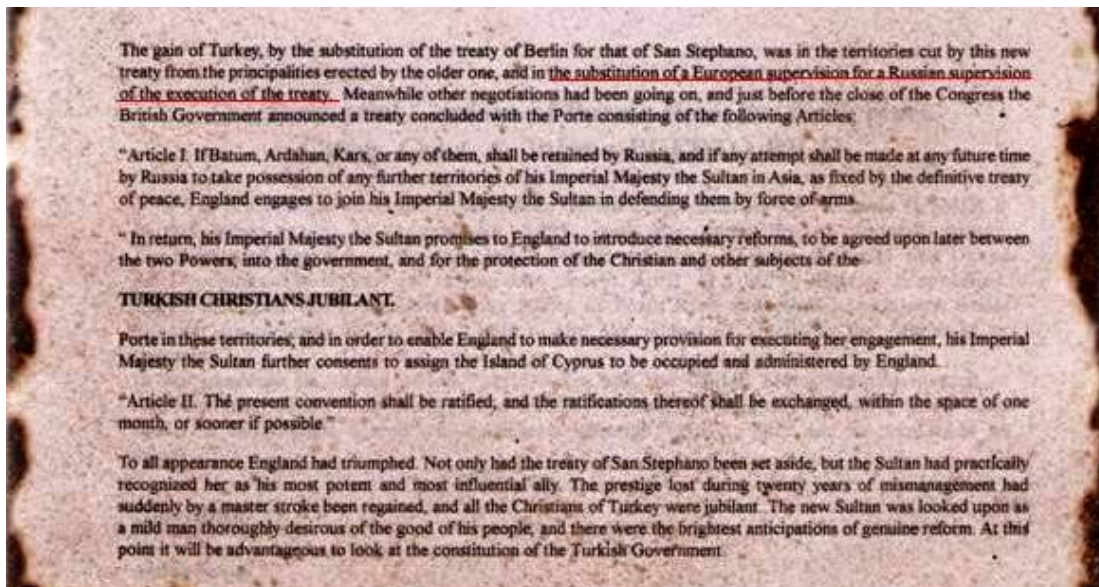 The gain of Turkey, by the substitution of the treaty of Berlin for that of San Stephano, was in the territories cut by this new
treaty from the principalities erected by the older one, and in the substitution of a European supervision for a Russian supervision
of the execution of the treaty. Meanwhile other negotiations had been going on, and just before the close of the Congress the
British Government announced a treaty concluded with the Porte consisting of the following Articles:
“Article I. If Batum, Ardahan, Kars, or any of them, shall be retained by Russia, and if any attempt shall be made at any future time
by Russia to take possession of any further territories of his Imperial Majesty the Sultan in Asia, as fixed by the definitive treaty
of peace, England engages to join his Imperial Majesty the Sultan in defending them by force of arms.
“ In return, his Imperial Majesty the Sultan promises to England to introduce necessary reforms, to be agreed upon later between
the two Powers, into the government, and for the protection of the Christian and other subjects of the
TURKISH CHRISTIANS JUBILANT.
Porte in these territories; and in order to enable England to make necessary provision for executing her engagement, his Imperial
Majesty the Sultan further consents to assign the Island of Cyprus to be occupied and administered by England.
“Article II. The present convention shall be ratified, and the ratifications thereof shall be exchanged, within the space of one
month, or sooner if possible.”
To all appearance England had triumphed. Not only had the treaty of San Stephano been set aside, but the Sultan had practically
recognized her as his most potent and most influential ally. The prestige lost during twenty years of mismanagement had
suddenly by a master stroke been regained, and all the Christians of Turkey were jubilant. The new Sultan was looked upon as
a mild man thoroughly desirous of the good of his people, and there were the brightest anticipations of genuine reform. At this
point it will be advantageous to look at the constitution of the Turkish Government.